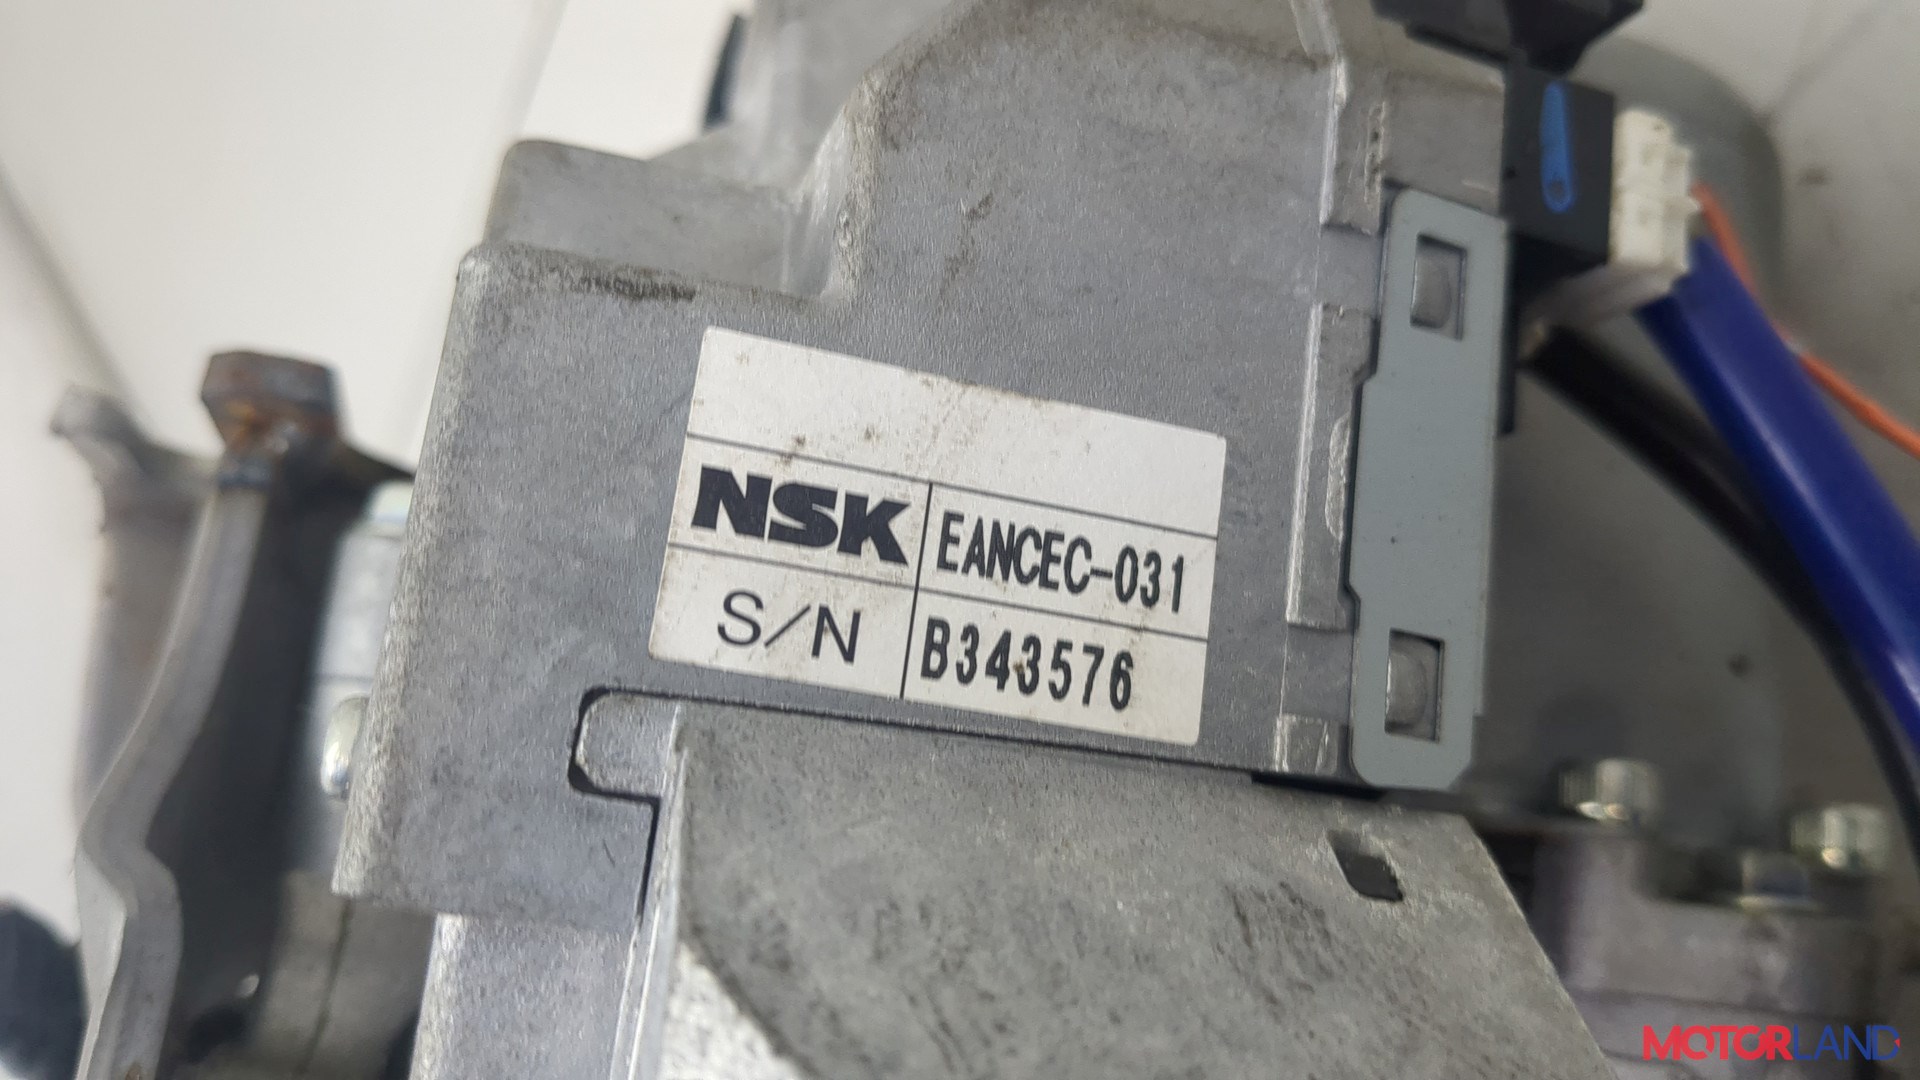 NSK EANCEC-031
S/N B343576
MOTORLAND